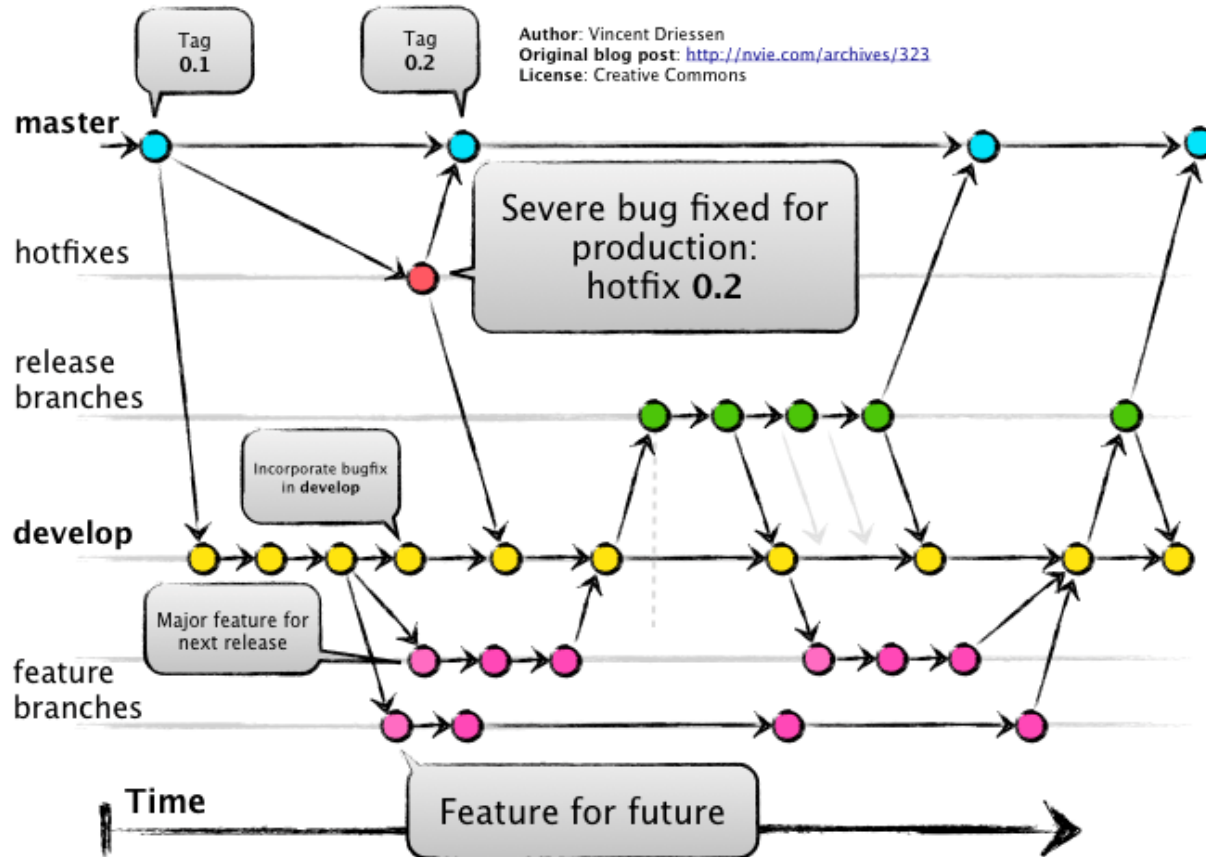 Tag
0.1
Tag
0.2
Author: Vincent Driessen
Original blog post: http://nvie.com/archives/323
License: Creative Commons
master
Severe bug fixed for
production:
hotfix 0.2
hotfixes
release
branches
Incorporate bugfix
in develop
develop
Major feature for
next release
feature
branches
Time
Feature for future